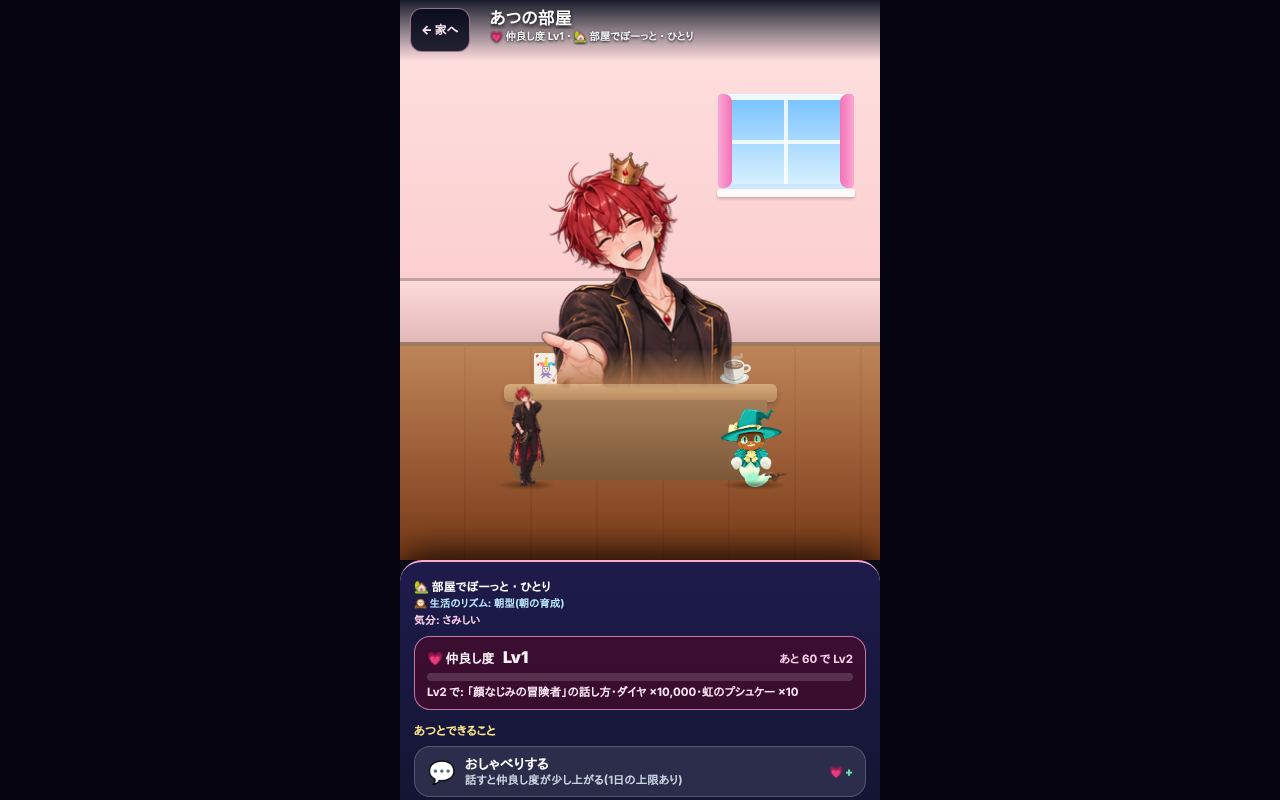 ← 家へ
あつの部屋
💗 仲良し度 Lv1・🏡 部屋でぼーっと・ひとり
🏡 部屋でぼーっと・ひとり
🕰️ 生活のリズム: 朝型(朝の育成)
気分: さみしい
💗 仲良し度 Lv1
あと 60 で Lv2
Lv2 で: 「顔なじみの冒険者」の話し方・ダイヤ ×10,000・虹のプシュケー ×10
あつとできること
💬 おしゃべりする
話すと仲良し度が少し上がる(1日の上限あり)
💗 +